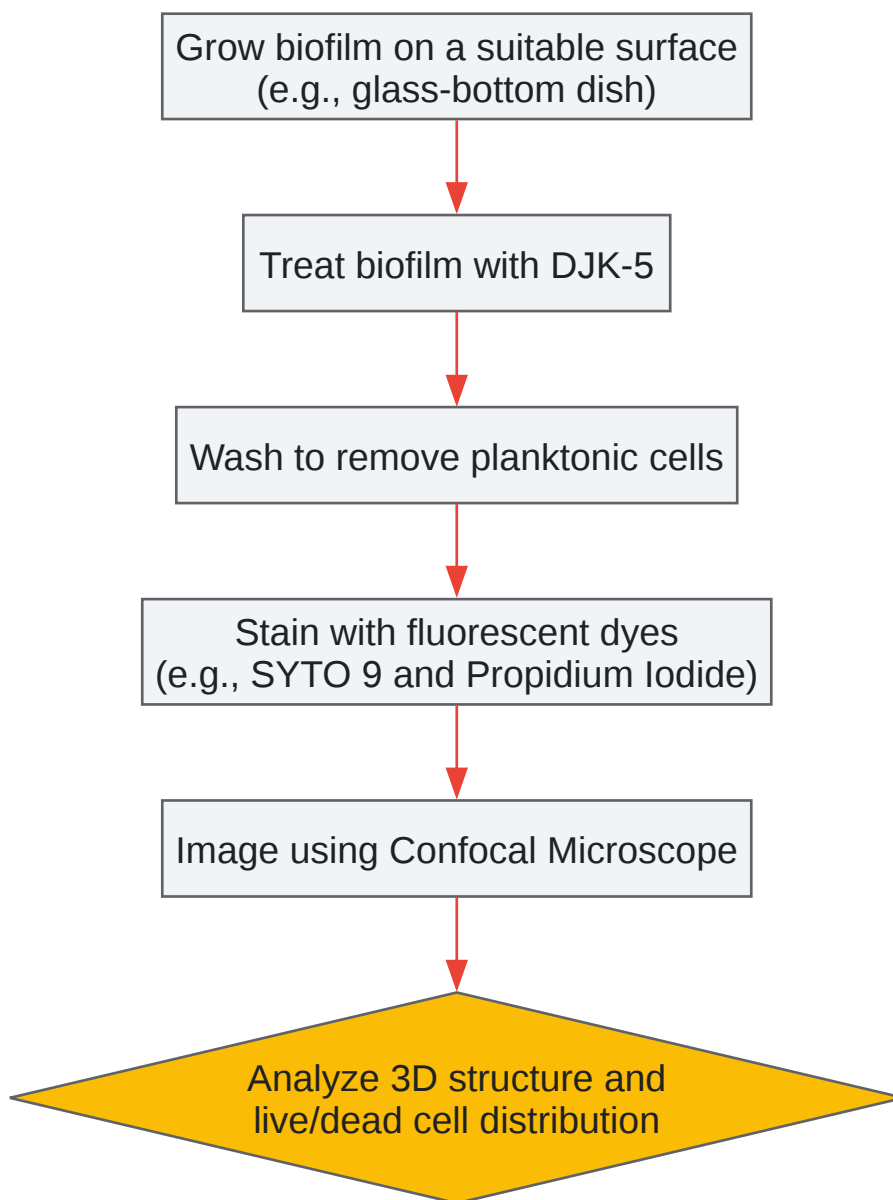 Grow biofilm on a suitable surface
(e.g., glass-bottom dish)
Treat biofilm with DJK-5
Wash to remove planktonic cells
Stain with fluorescent dyes
(e.g., SYTO 9 and Propidium Iodide)
Image using Confocal Microscope
Analyze 3D structure and
live/dead cell distribution